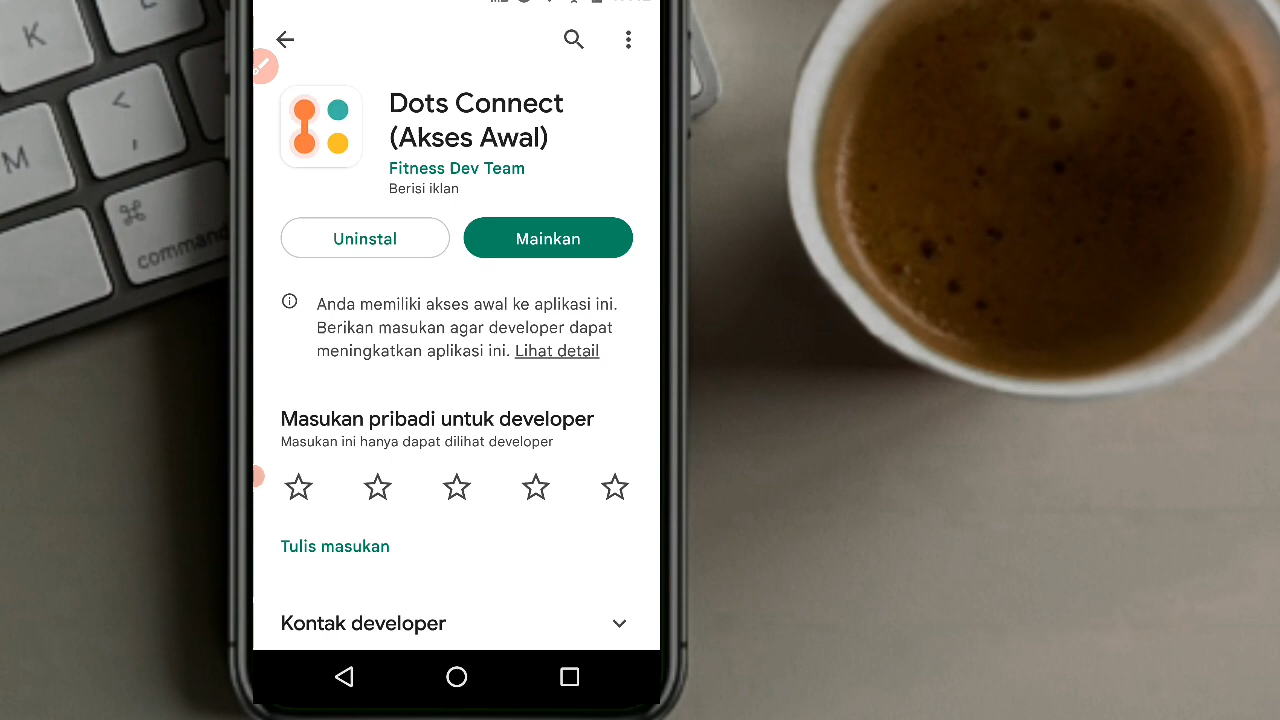 K
L
M
<
,
⌘
command
Dots Connect
(Akses Awal)
Fitness Dev Team
Berisi iklan
Uninstal
Mainkan
Anda memiliki akses awal ke aplikasi ini.
Berikan masukan agar developer dapat
meningkatkan aplikasi ini. Lihat detail
Masukan pribadi untuk developer
Masukan ini hanya dapat dilihat developer
Tulis masukan
Kontak developer